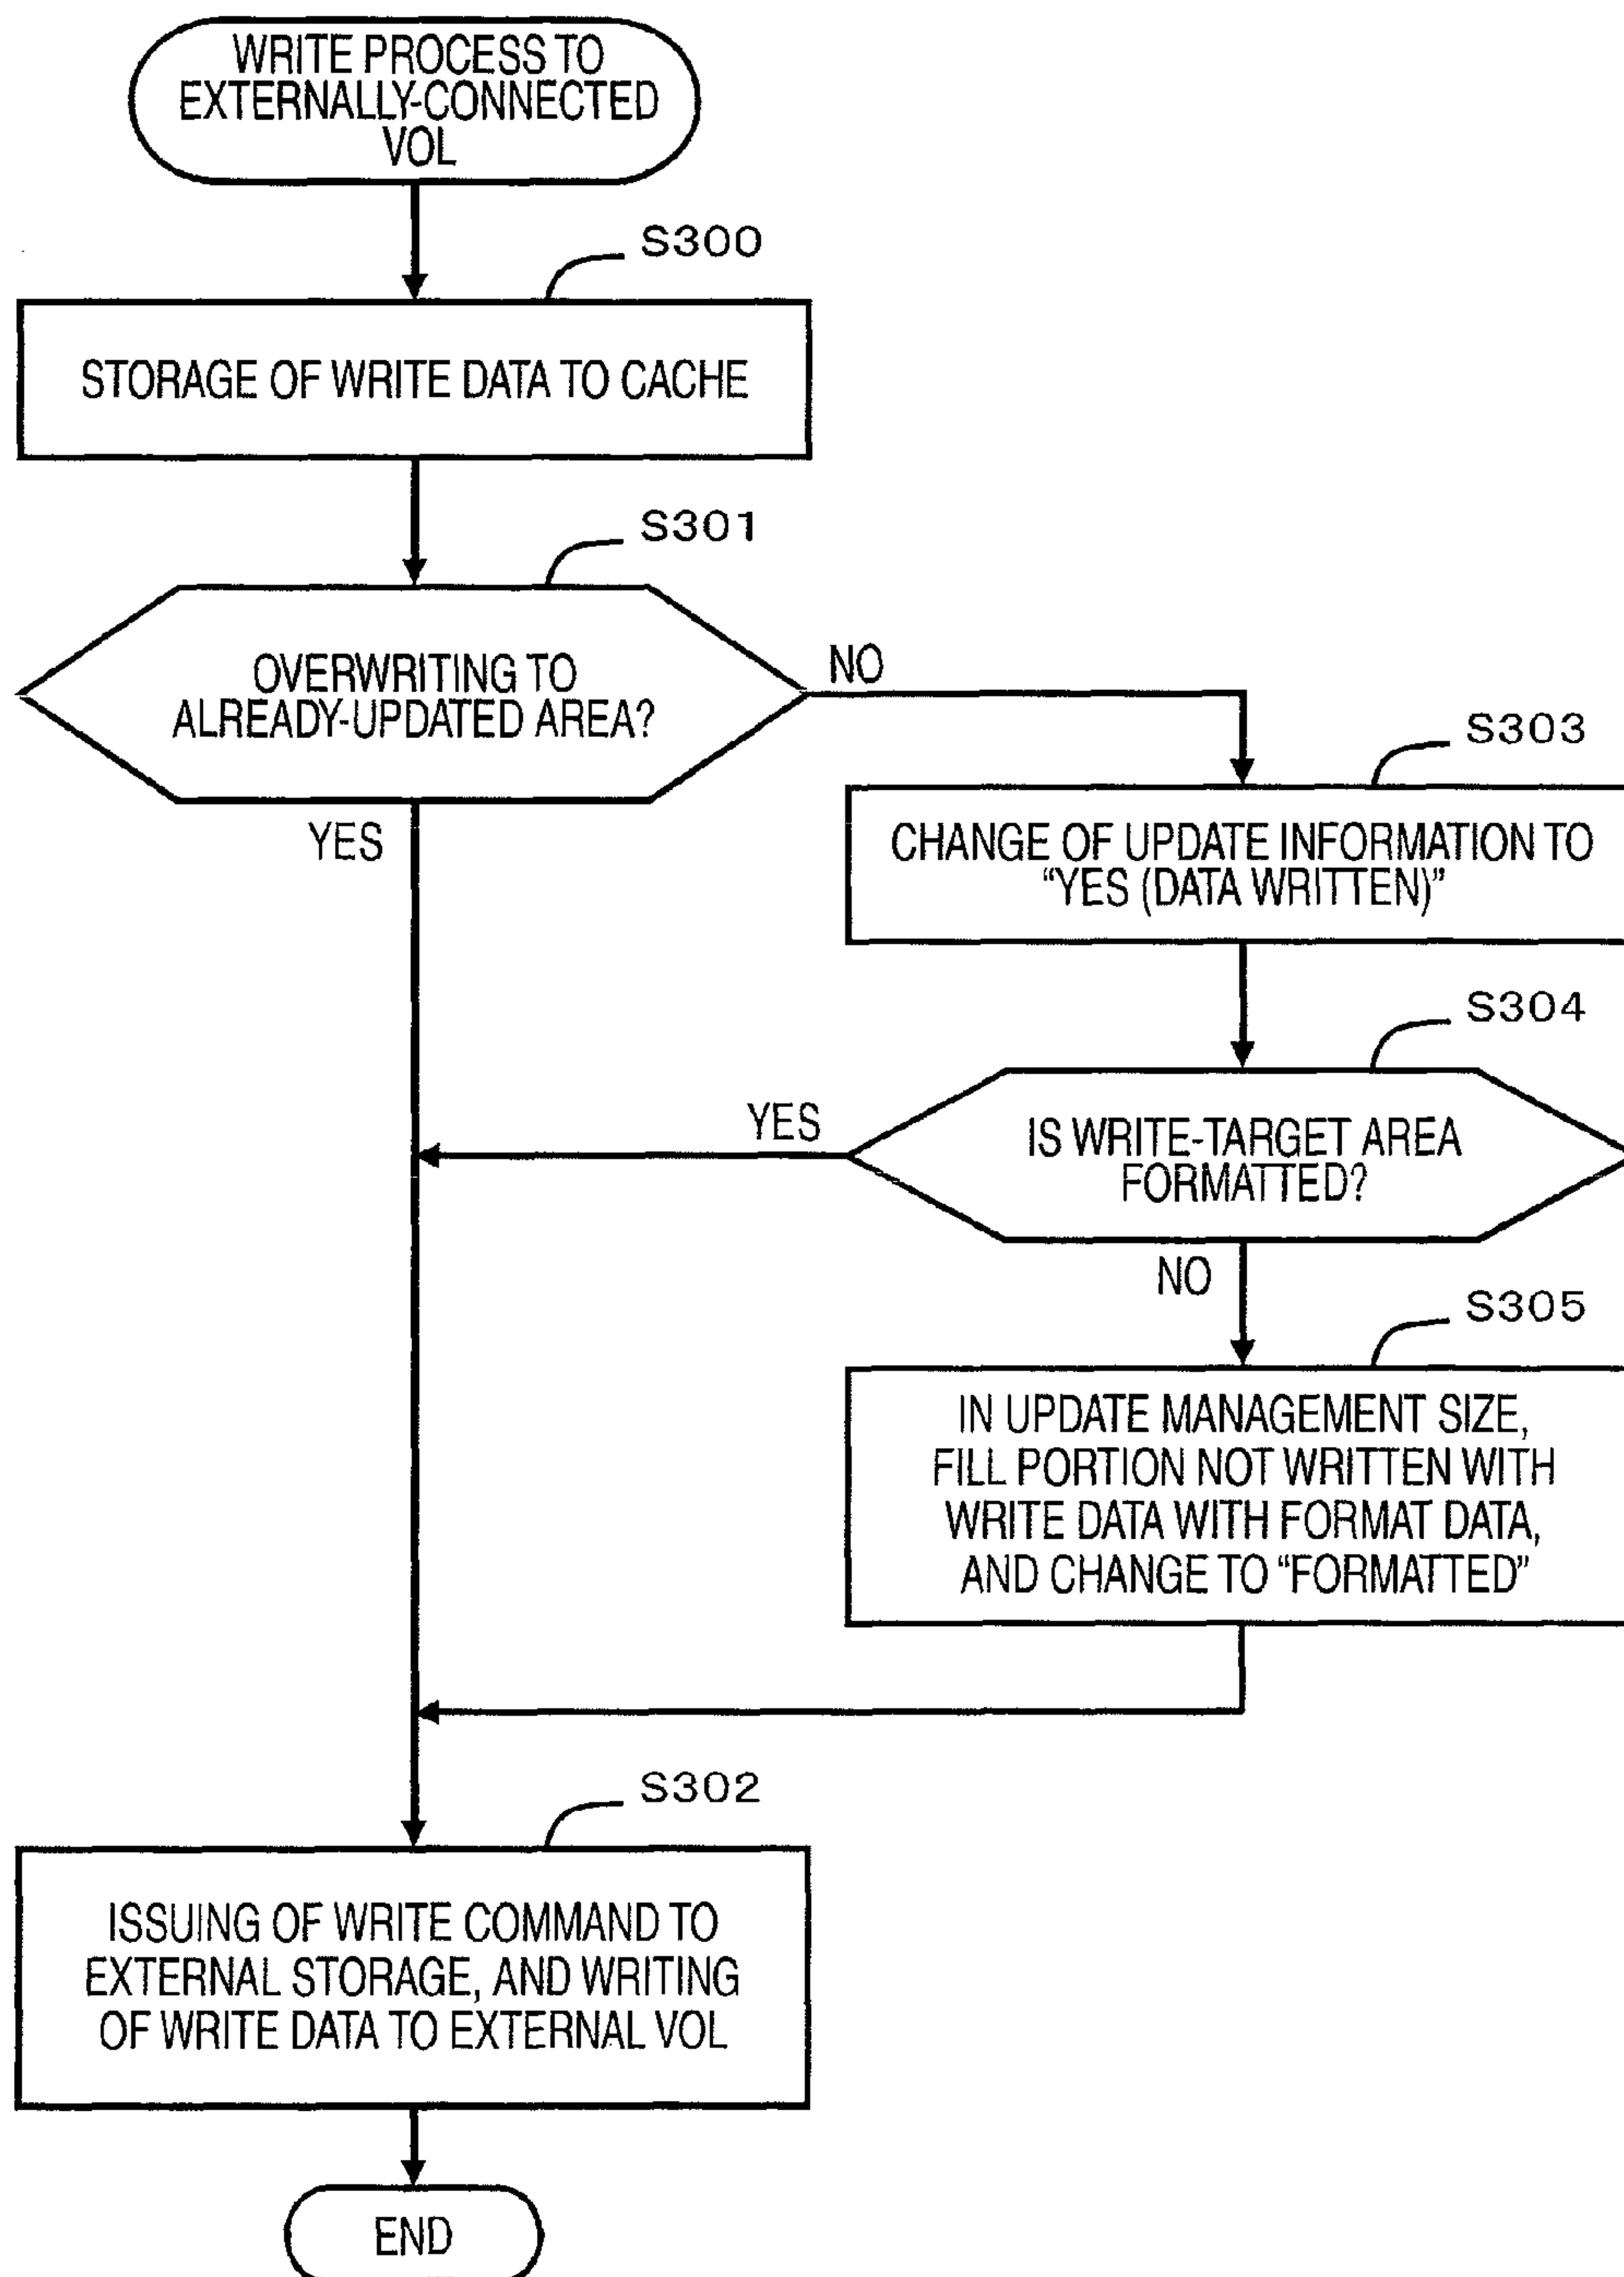 WRITE PROCESS TO
EXTERNALLY-CONNECTED
VOL
S300
STORAGE OF WRITE DATA TO CACHE
S301
OVERWRITING TO
ALREADY-UPDATED AREA?
NO
YES
S303
CHANGE OF UPDATE INFORMATION TO
“YES (DATA WRITTEN)”
S304
IS WRITE-TARGET AREA
FORMATTED?
YES
NO
S305
IN UPDATE MANAGEMENT SIZE,
FILL PORTION NOT WRITTEN WITH
WRITE DATA WITH FORMAT DATA,
AND CHANGE TO “FORMATTED”
S302
ISSUING OF WRITE COMMAND TO
EXTERNAL STORAGE, AND WRITING
OF WRITE DATA TO EXTERNAL VOL
END